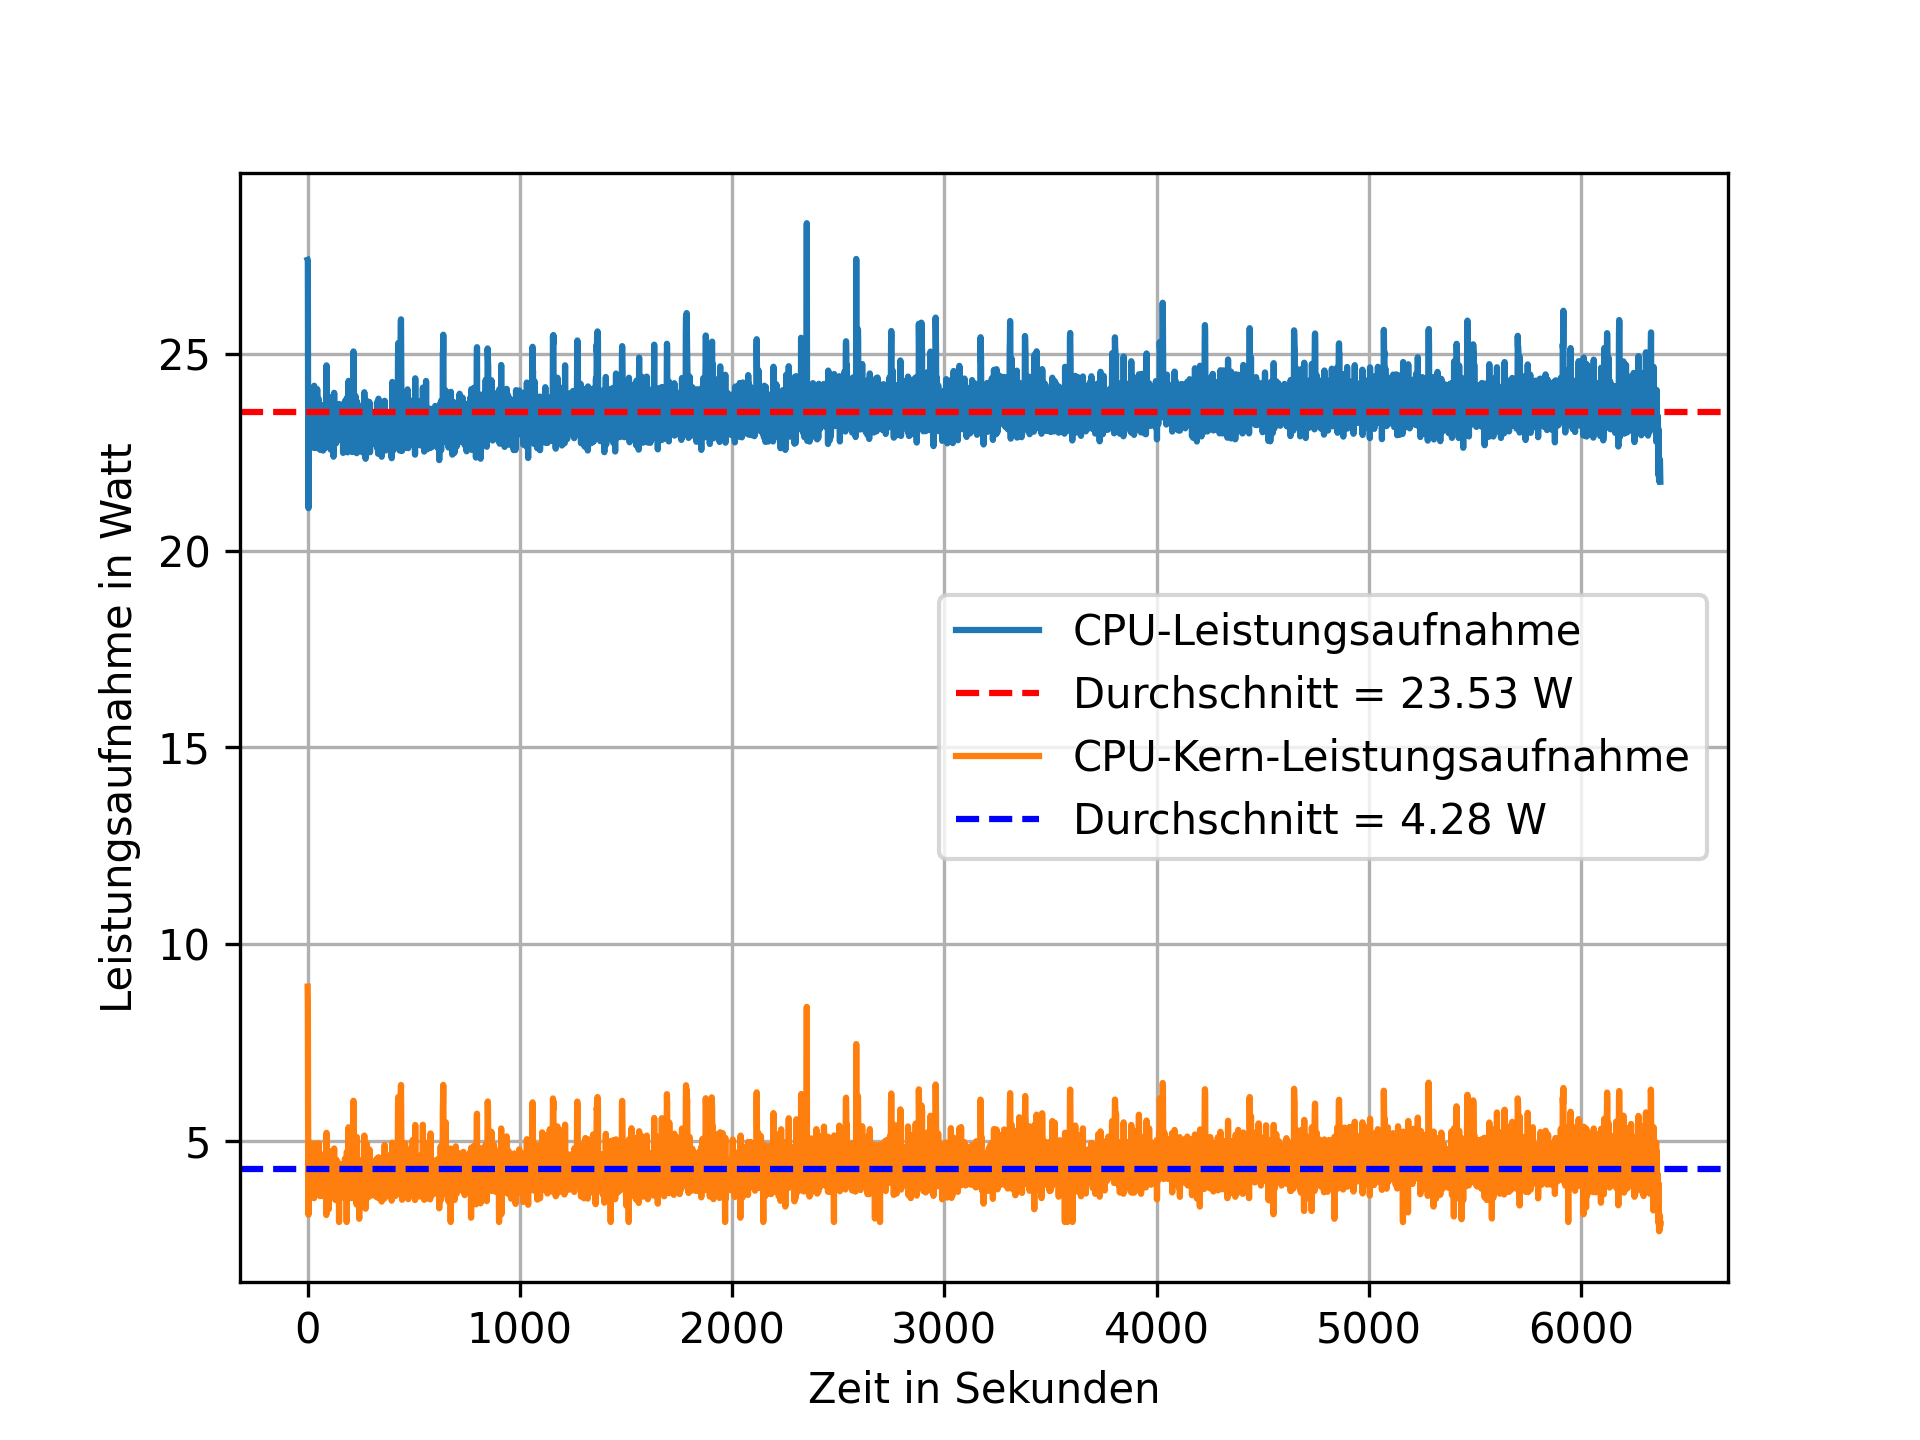 25
20
15
10
5
Leistungsaufnahme in Watt
CPU-Leistungsaufnahme
Durchschnitt = 23.53 W
CPU-Kern-Leistungsaufnahme
Durchschnitt = 4.28 W
0 1000 2000 3000 4000 5000 6000
Zeit in Sekunden